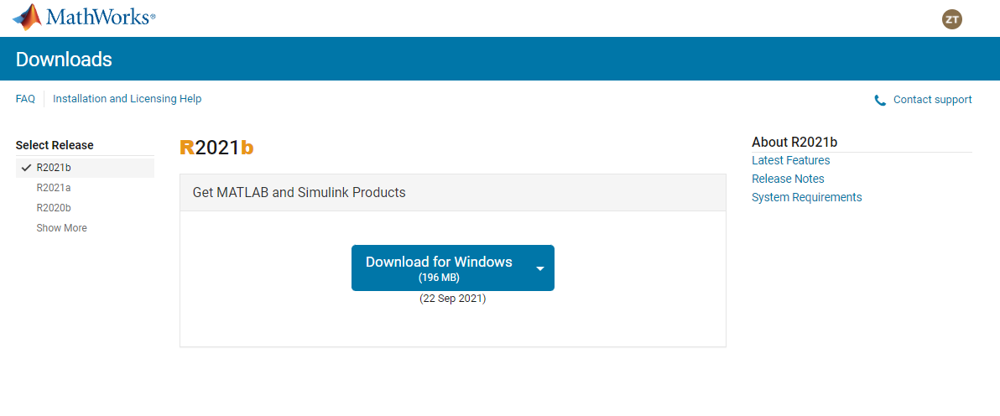 MathWorks®
ZT
Downloads
FAQ
Installation and Licensing Help
Contact support
Select Release
R2021b
R2021a
R2020b
Show More
R2021b
Get MATLAB and Simulink Products
Download for Windows
(196 MB)
(22 Sep 2021)
About R2021b
Latest Features
Release Notes
System Requirements